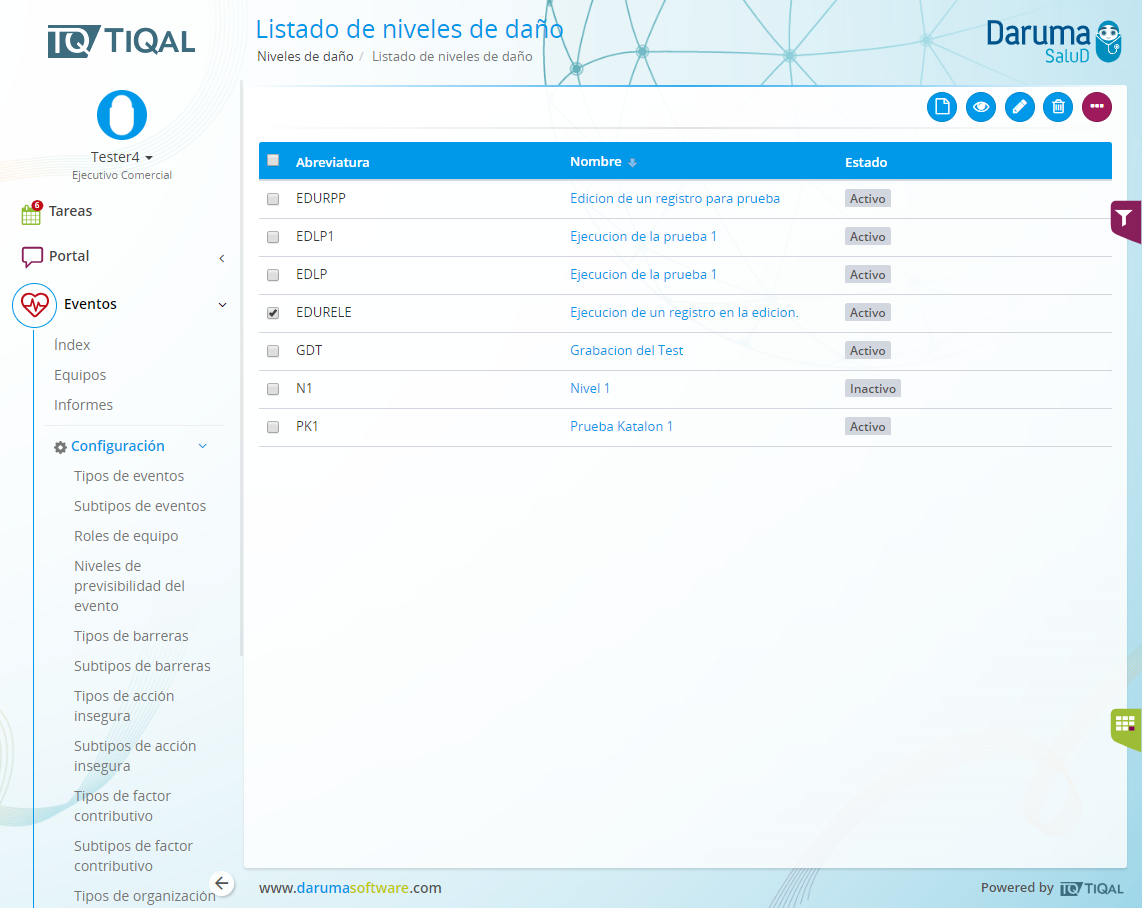 TQ TIQAL
Listado de niveles de daño
Niveles de daño / Listado de niveles de daño
Daruma
SaluD
Tester4
Ejecutivo Comercial
6
Tareas
Portal
Eventos
Índex
Equipos
Informes
Configuración
Tipos de eventos
Subtipos de eventos
Roles de equipo
Niveles de
previsibilidad del
evento
Tipos de barreras
Subtipos de barreras
Tipos de acción
insegura
Subtipos de acción
insegura
Tipos de factor
contributivo
Subtipos de factor
contributivo
Tipos de organización
Abreviatura Nombre Estado
EDURPP Edicion de un registro para prueba Activo
EDLP1 Ejecucion de la prueba 1 Activo
EDLP Ejecucion de la prueba 1 Activo
EDURELE Ejecucion de un registro en la edicion. Activo
GDT Grabacion del Test Activo
N1 Nivel 1 Inactivo
PK1 Prueba Katalon 1 Activo
www.darumasoftware.com
Powered by TQ TIQAL